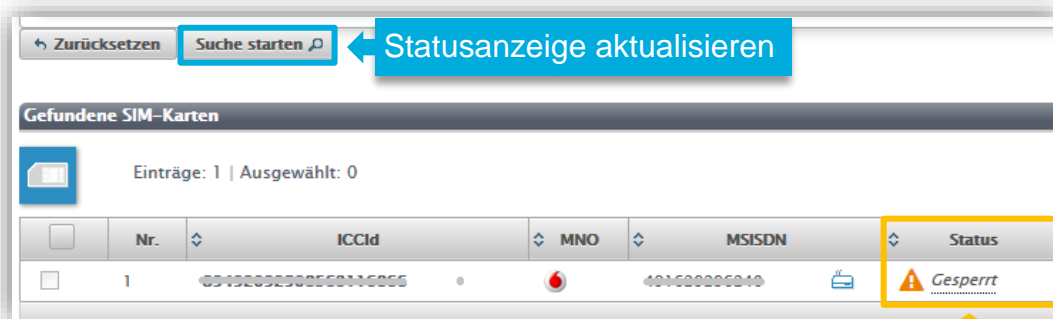 Zurücksetzen Suche starten Statusanzeige aktualisieren
Gefundene SIM-Karten
Einträge: 1 | Ausgewählt: 0
Nr. ICCId MNO MSISDN Status
1 Gesperrt